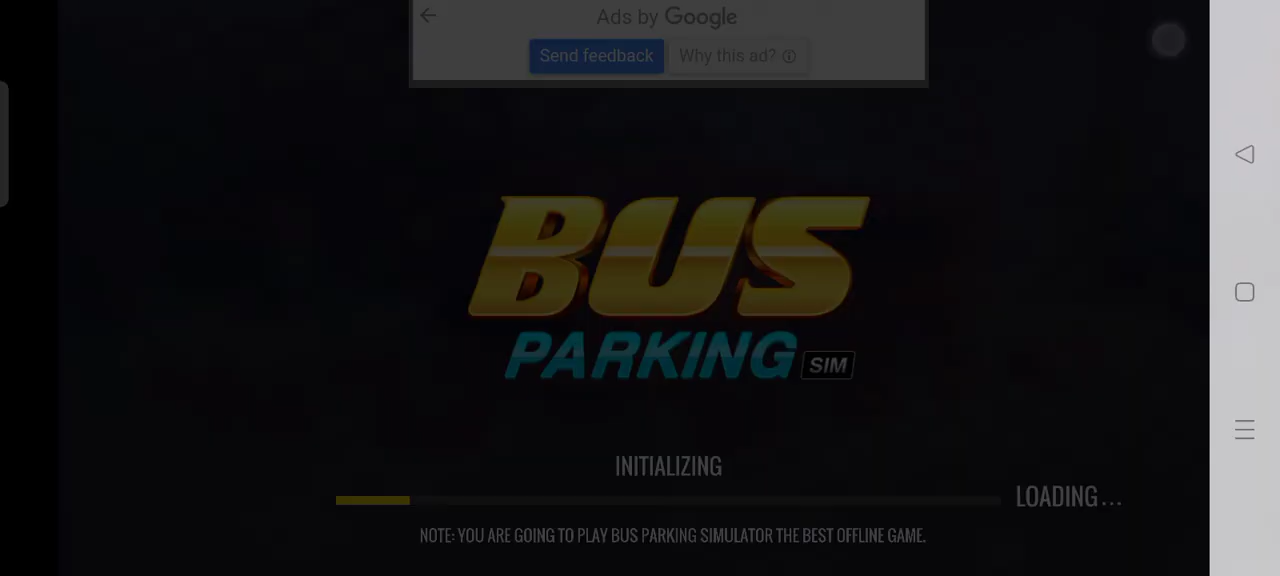 Ads by Google
Send feedback
Why this ad?
BUS
PARKING
SIM
INITIALIZING
LOADING...
NOTE: YOU ARE GOING TO PLAY BUS PARKING SIMULATOR THE BEST OFFLINE GAME.